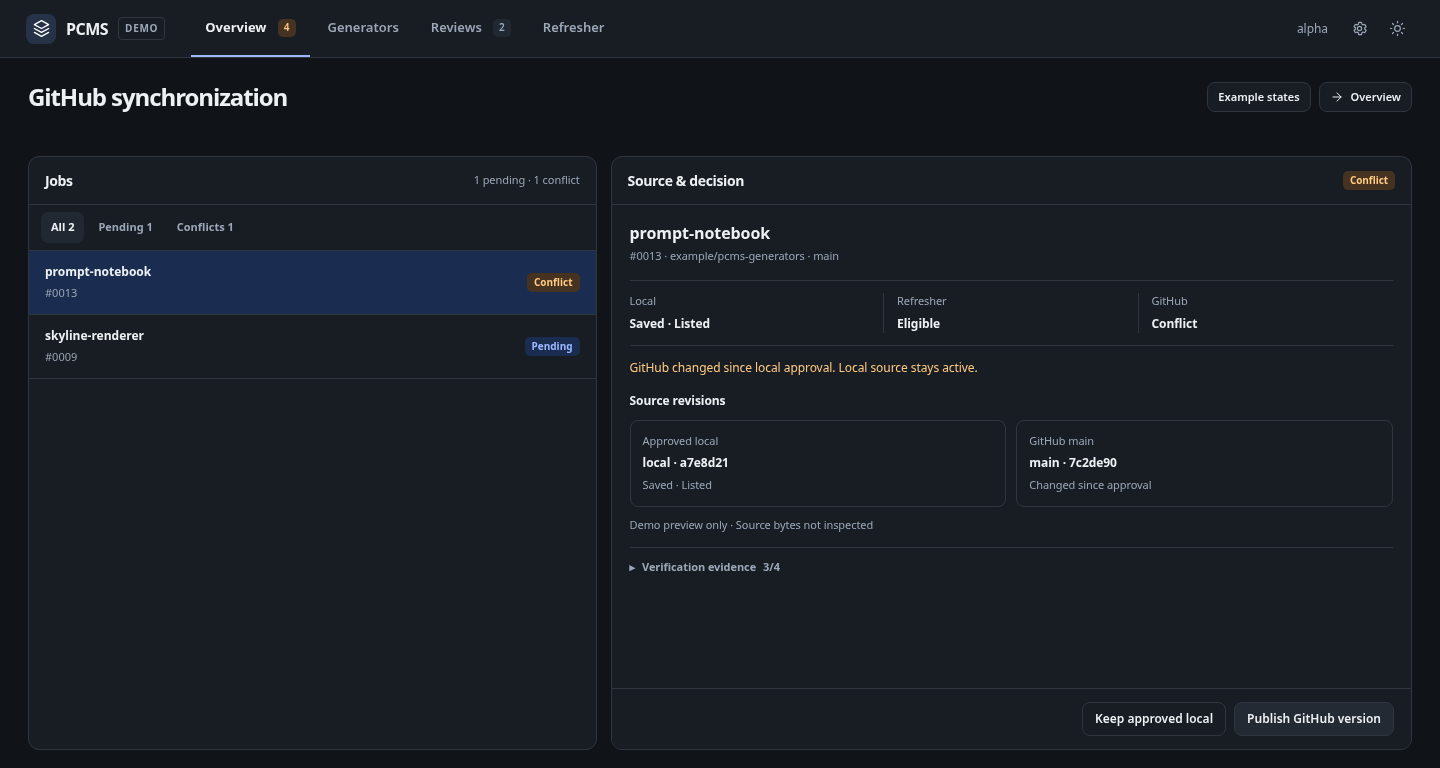 PCMS DEMO Overview 4 Generators Reviews 2 Refresher alpha
GitHub synchronization Example states → Overview
Jobs 1 pending · 1 conflict
All 2 Pending 1 Conflicts 1
prompt-notebook
#0013
Conflict
skyline-renderer
#0009
Pending
Source & decision Conflict
prompt-notebook
#0013 · example/pcms-generators · main
Local Refresher GitHub
Saved · Listed Eligible Conflict
GitHub changed since local approval. Local source stays active.
Source revisions
Approved local
local · a7e8d21
Saved · Listed
GitHub main
main · 7c2de90
Changed since approval
Demo preview only · Source bytes not inspected
▸ Verification evidence 3/4
Keep approved local Publish GitHub version